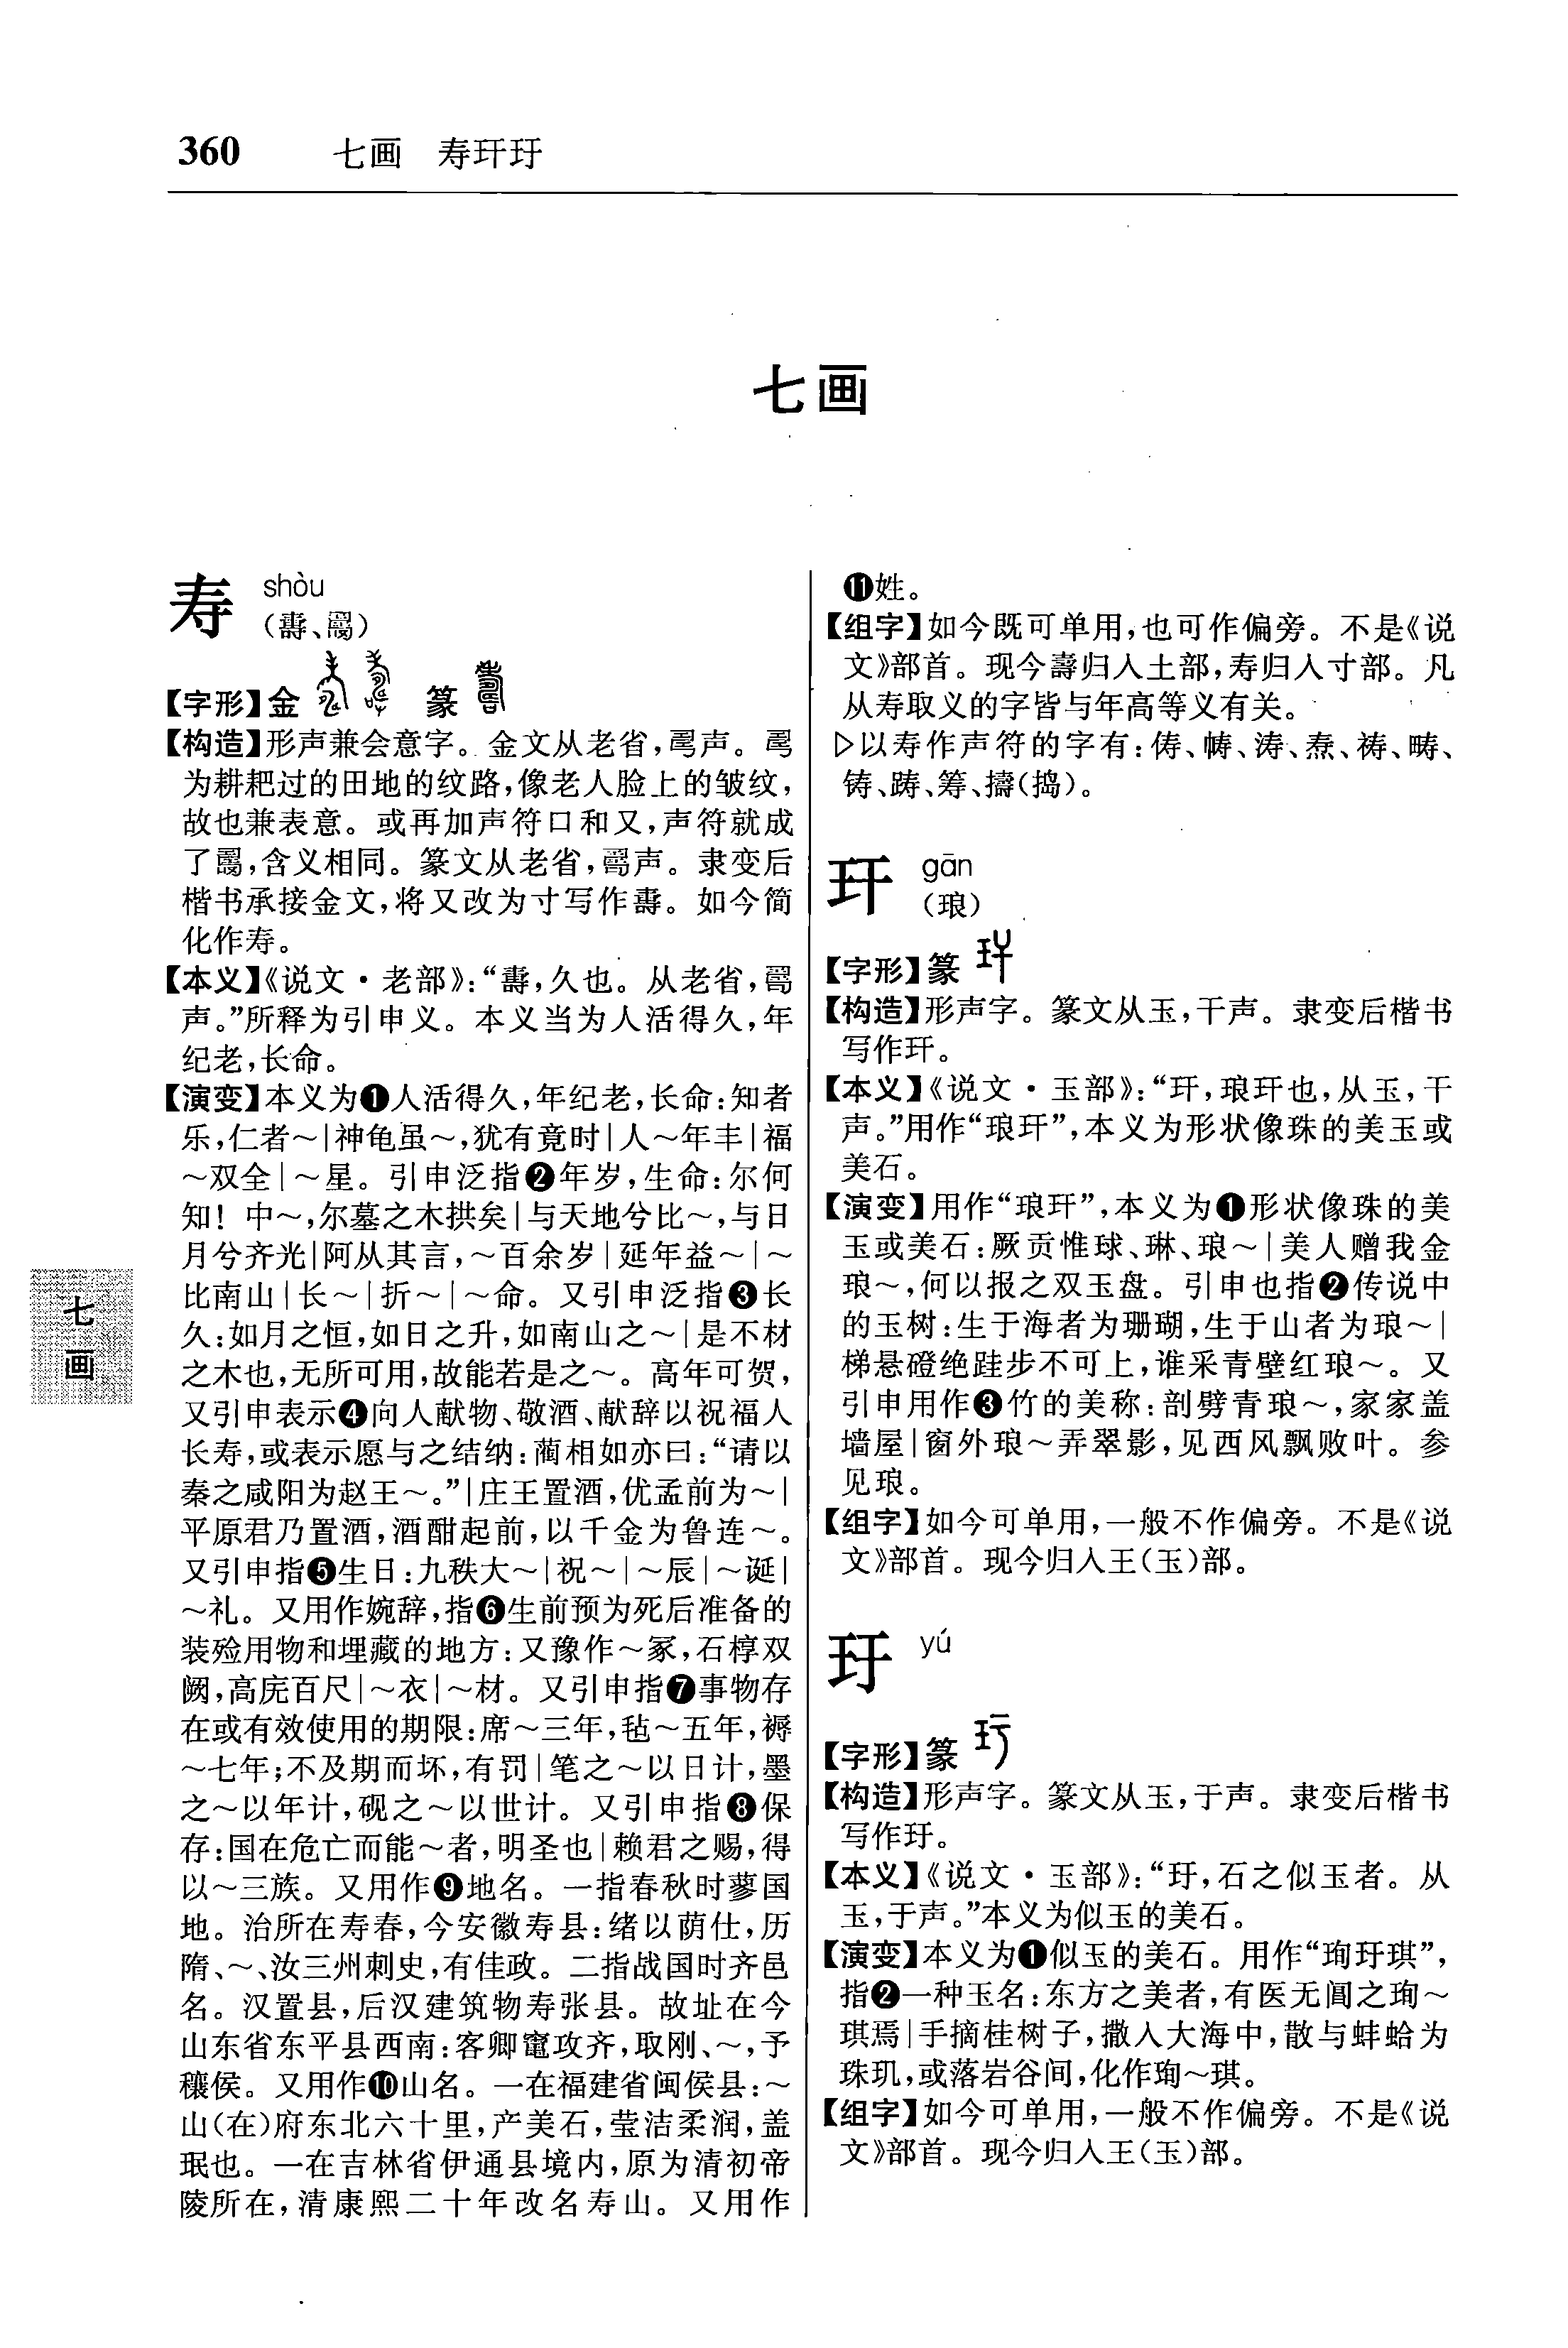 360 七画 寿玕玗
七画
寿 shòu
（壽、𠷎）
【字形】金 篆
【构造】形声兼会意字。金文从老省，𠃬声。𠃬
为耕耙过的田地的纹路，像老人脸上的皱纹，
故也兼表意。或再加声符口和又，声符就成
了，含义相同。篆文从老省，声。隶变后
楷书承接金文，将又改为寸写作壽。如今简
化作寿。
【本义】《说文·老部》：“壽，久也。从老省，
声。”所释为引申义。本义当为人活得久，年
纪老，长命。
【演变】本义为❶人活得久，年纪老，长命：知者
乐，仁者～｜神龟虽～，犹有竟时｜人～年丰｜福
～双全｜～星。引申泛指❷年岁，生命：尔何
知！中～，尔墓之木拱矣｜与天地兮比～，与日
月兮齐光｜阿从其言，～百余岁｜延年益～｜～
比南山｜长～｜折～｜～命。又引申泛指❸长
久：如月之恒，如日之升，如南山之～｜是不材
之木也，无所可用，故能若是之～。高年可贺，
又引申表示❹向人献物、敬酒、献辞以祝福人
长寿，或表示愿与之结纳：蔺相如亦曰：“请以
秦之咸阳为赵王～。”｜庄王置酒，优孟前为～｜
平原君乃置酒，酒酣起前，以千金为鲁连～。
又引申指❺生日：九秩大～｜祝～｜～辰｜～诞｜
～礼。又用作婉辞，指❻生前预为死后准备的
装殓用物和埋藏的地方：又豫作～冢，石椁双
阙，高庑百尺｜～衣｜～材。又引申指❼事物存
在或有效使用的期限：席～三年，毡～五年，褥
～七年；不及期而坏，有罚｜笔之～以日计，墨
之～以年计，砚之～以世计。又引申指❽保
存：国在危亡而能～者，明圣也｜赖君之赐，得
以～三族。又用作❾地名。一指春秋时蓼国
地。治所在寿春，今安徽寿县：绪以荫仕，历
隋、～、汝三州刺史，有佳政。二指战国时齐邑
名。汉置县，后汉建筑物寿张县。故址在今
山东省东平县西南：客卿竈攻齐，取刚、～，予
穰侯。又用作❿山名。一在福建省闽侯县：～
山（在）府东北六十里，产美石，莹洁柔润，盖
珉也。一在吉林省伊通县境内，原为清初帝
陵所在，清康熙二十年改名寿山。又用作
⓫姓。
【组字】如今既可单用，也可作偏旁。不是《说
文》部首。现今壽归入土部，寿归入寸部。凡
从寿取义的字皆与年高等义有关。
▷以寿作声符的字有：俦、帱、涛、焘、祷、畴、
铸、踌、筹、擣（捣）。
玕 gān
（琅）
【字形】篆
【构造】形声字。篆文从玉，干声。隶变后楷书
写作玕。
【本义】《说文·玉部》：“玕，琅玕也，从玉，干
声。”用作“琅玕”，本义为形状像珠的美玉或
美石。
【演变】用作“琅玕”，本义为❶形状像珠的美
玉或美石：厥贡惟球、琳、琅～｜美人赠我金
琅～，何以报之双玉盘。引申也指❷传说中
的玉树：生于海者为珊瑚，生于山者为琅～｜
梯悬磴绝跬步不可上，谁采青壁红琅～。又
引申用作❸竹的美称：剖劈青琅～，家家盖
墙屋｜窗外琅～弄翠影，见西风飘败叶。参
见琅。
【组字】如今可单用，一般不作偏旁。不是《说
文》部首。现今归入王（玉）部。
玗 yú
【字形】篆
【构造】形声字。篆文从玉，于声。隶变后楷书
写作玗。
【本义】《说文·玉部》：“玗，石之似玉者。从
玉，于声。”本义为似玉的美石。
【演变】本义为❶似玉的美石。用作“珣玗琪”，
指❷一种玉名：东方之美者，有医无闾之珣～
琪焉｜手摘桂树子，撒入大海中，散与蚌蛤为
珠玑，或落岩谷间，化作珣～琪。
【组字】如今可单用，一般不作偏旁。不是《说
文》部首。现今归入王（玉）部。
七
画